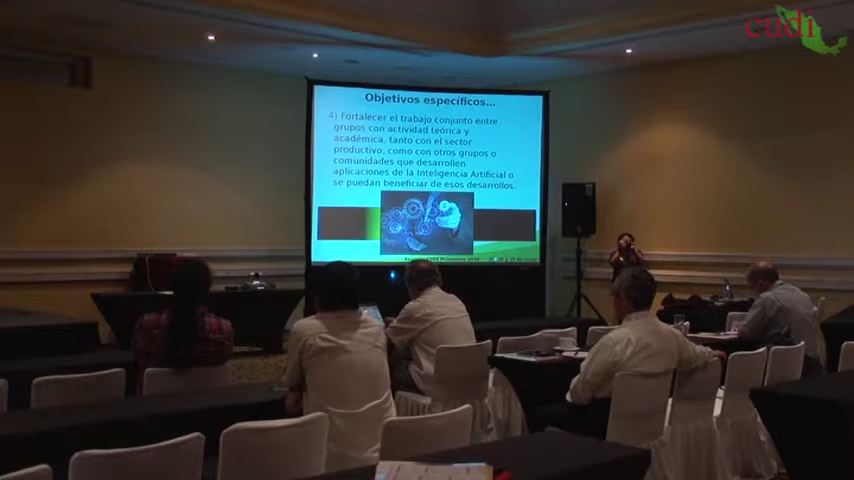 cudi
Objetivos específicos...
4) Fortalecer el trabajo conjunto entre
grupos con actividad teórica y
académica, tanto con el sector
productivo, como con otros grupos o
comunidades que desarrollen
aplicaciones de la Inteligencia Artificial o
se puedan beneficiar de esos desarrollos.